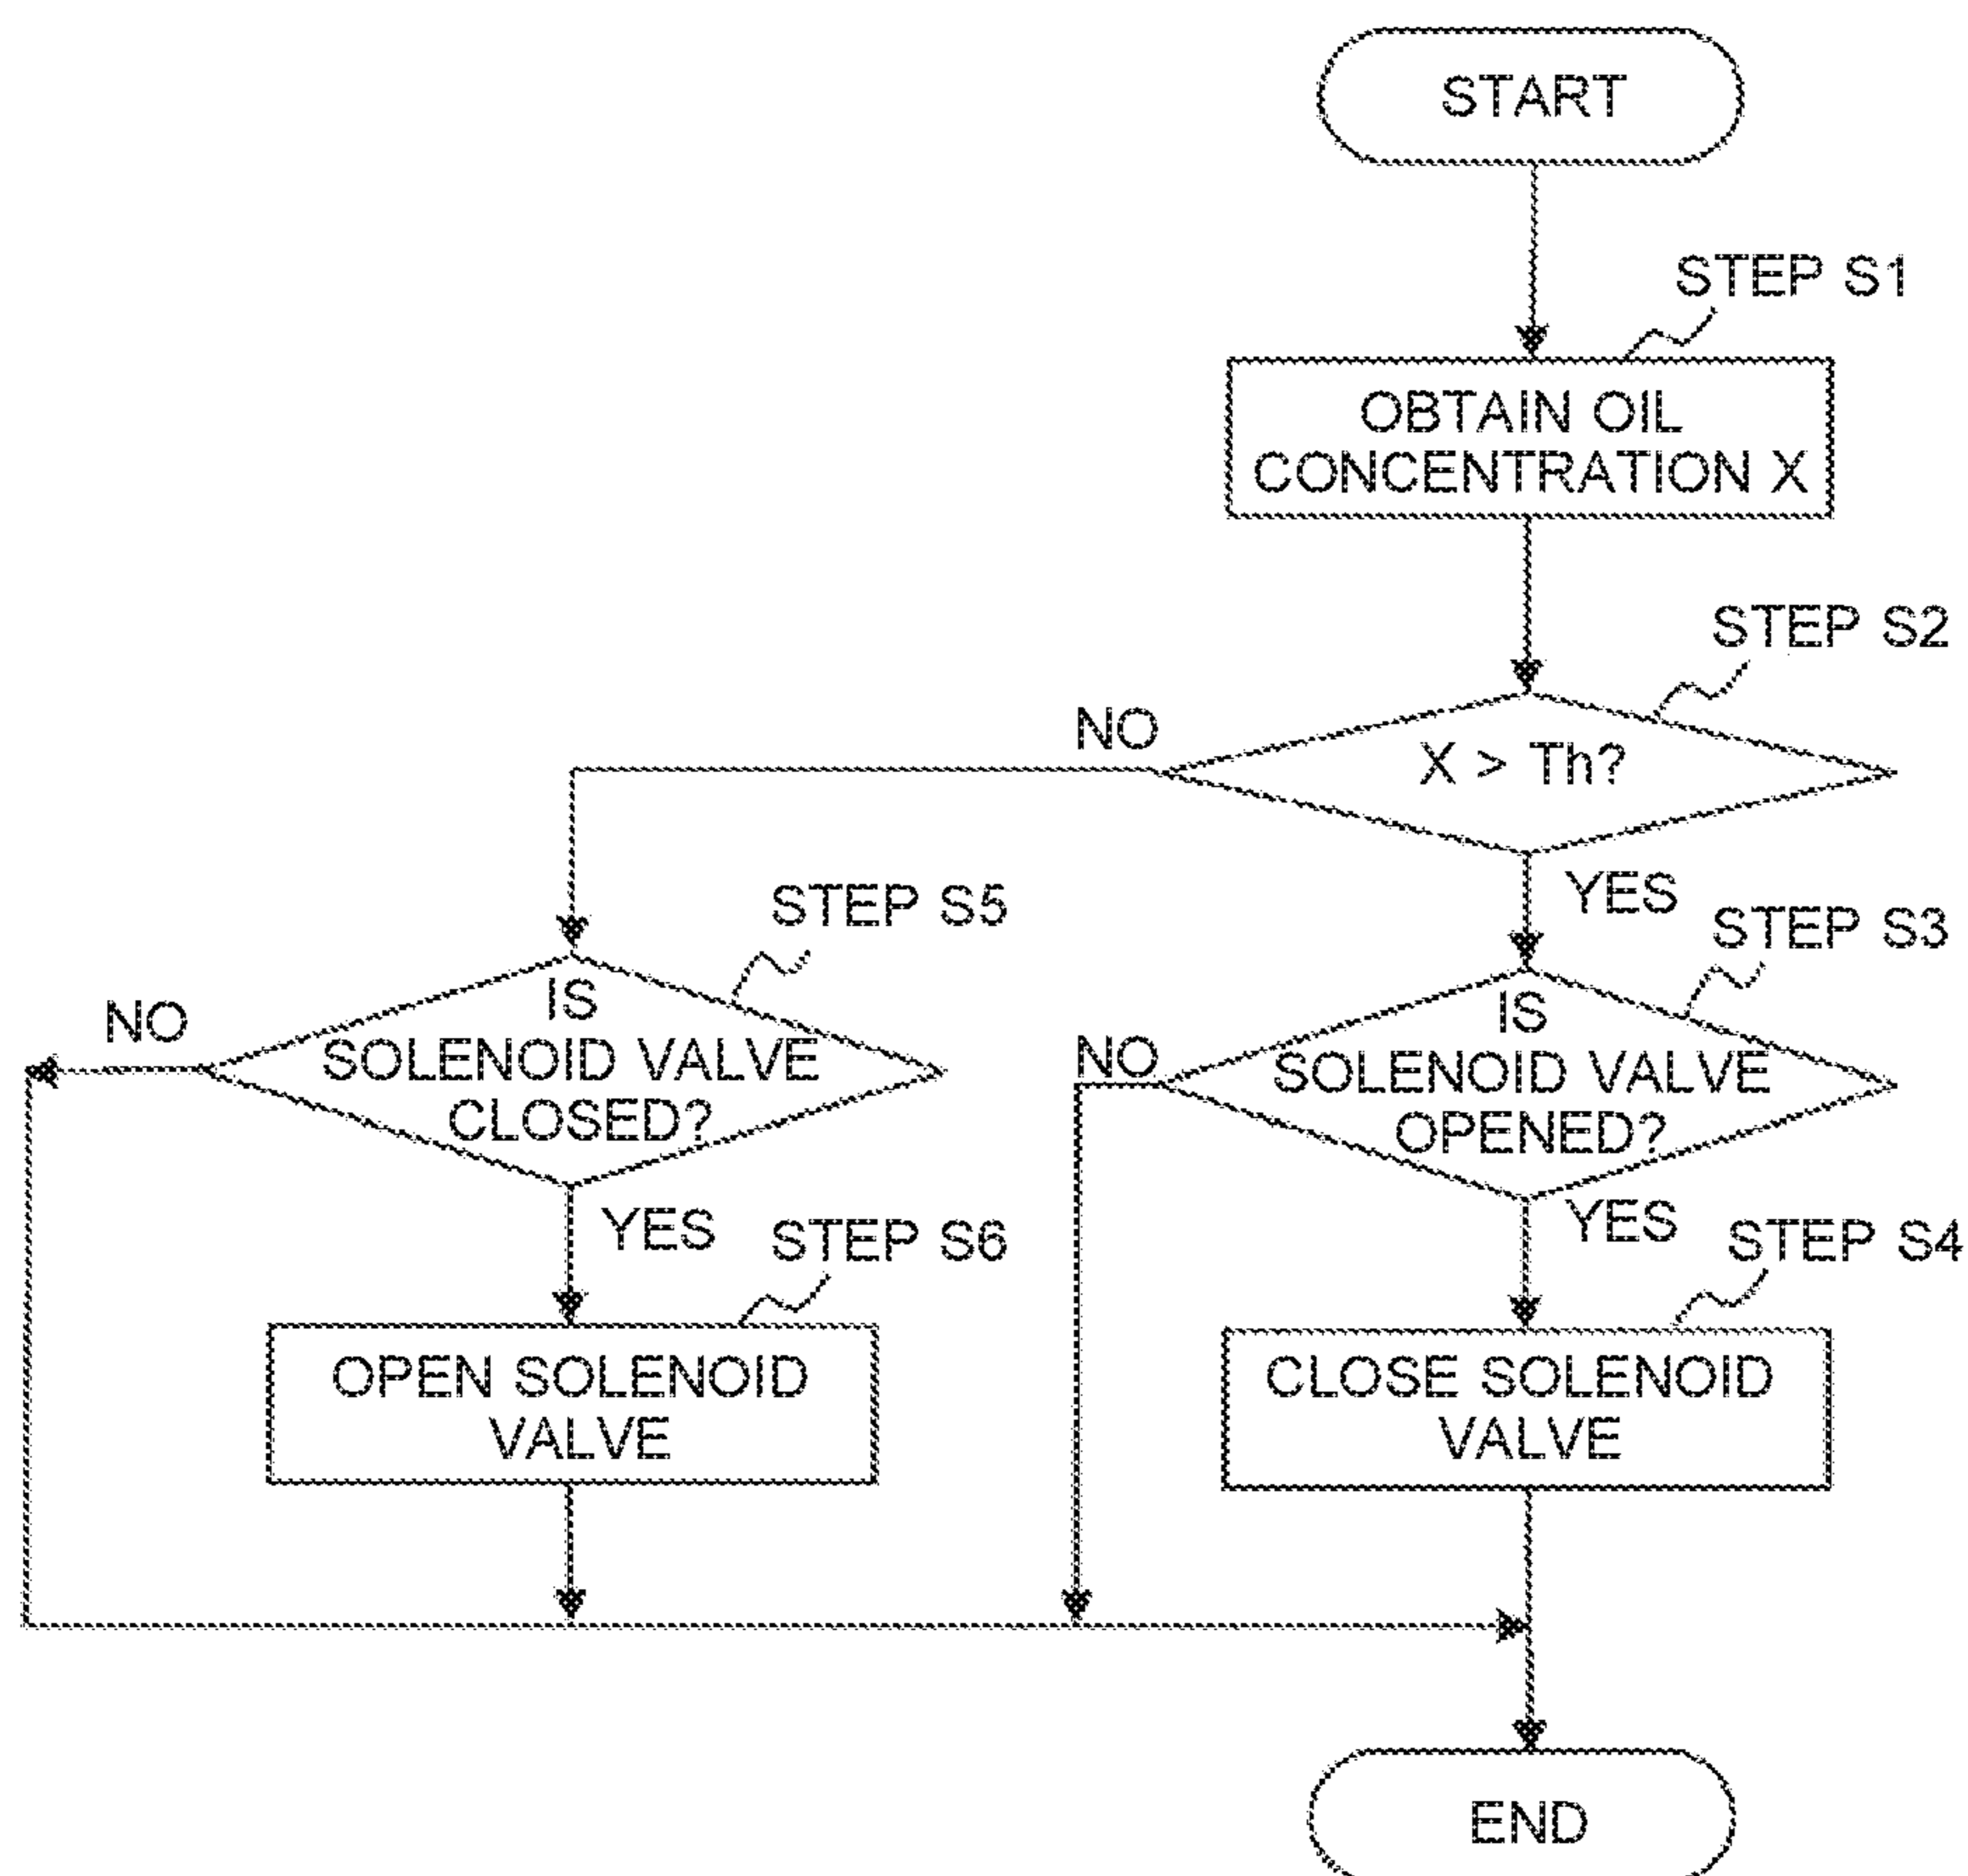 START
STEP S1
OBTAIN OIL
CONCENTRATION X
STEP S2
NO
X > Th?
YES
STEP S3
IS
SOLENOID VALVE
OPENED?
NO
YES
STEP S4
CLOSE SOLENOID
VALVE
STEP S5
IS
SOLENOID VALVE
CLOSED?
NO
YES
STEP S6
OPEN SOLENOID
VALVE
END